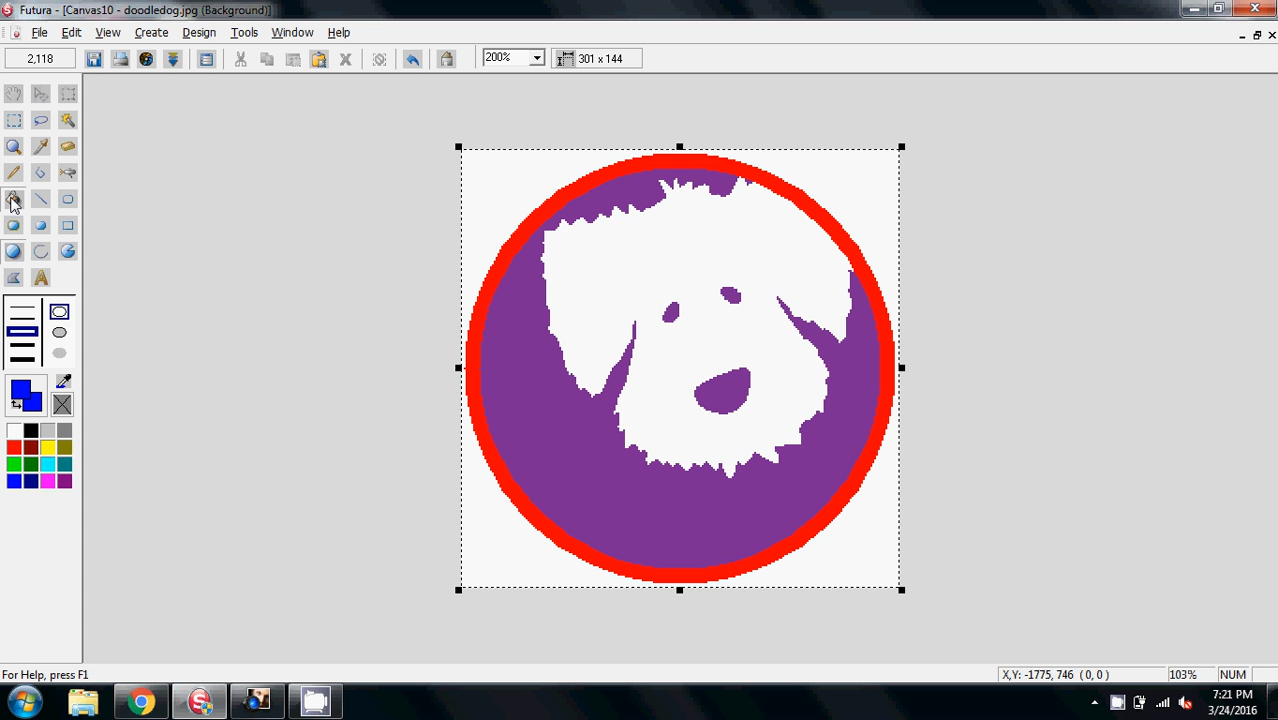 Futura - [Canvas10 - doodledog.jpg (Background)]
File Edit View Create Design Tools Window Help
2,118 200% 301 x 144
A
For Help, press F1 X,Y: -1775, 746 ( 0, 0 ) 103% NUM
7:21 PM
3/24/2016